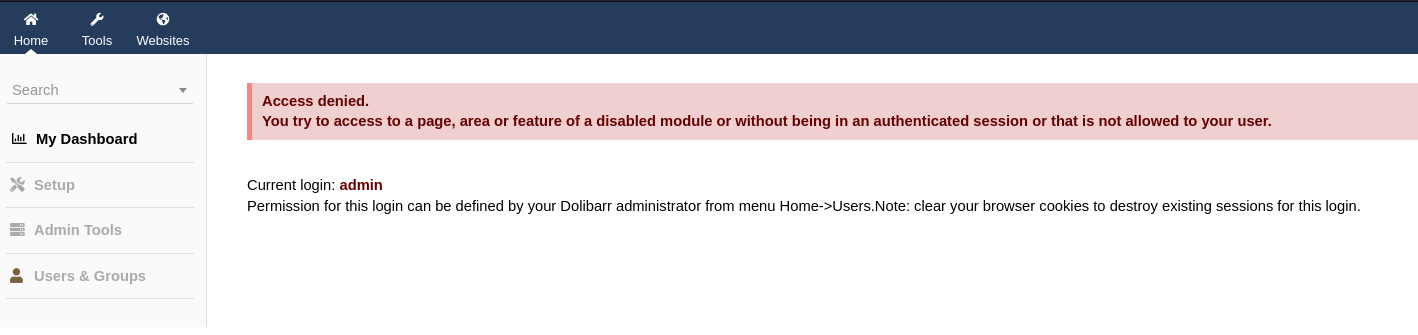 Home Tools Websites
Search
My Dashboard
Setup
Admin Tools
Users & Groups
Access denied.
You try to access to a page, area or feature of a disabled module or without being in an authenticated session or that is not allowed to your user.
Current login: admin
Permission for this login can be defined by your Dolibarr administrator from menu Home->Users.Note: clear your browser cookies to destroy existing sessions for this login.